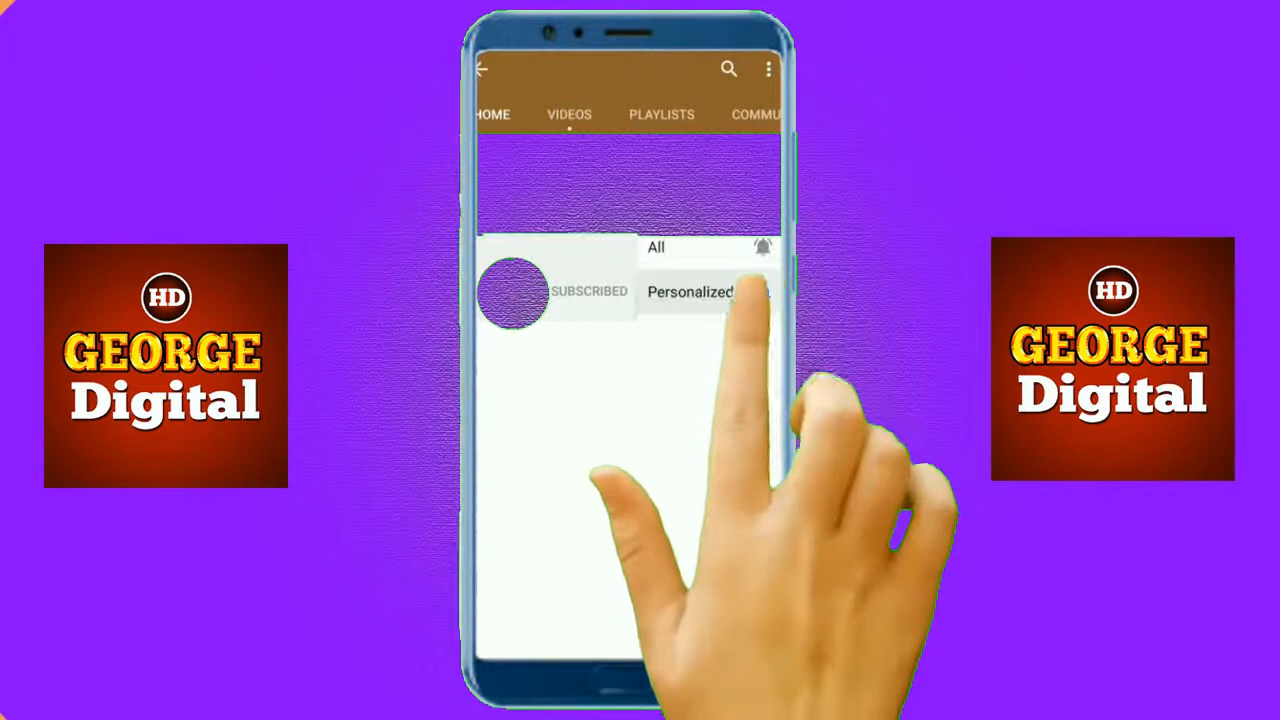 HOME VIDEOS PLAYLISTS COMMU
All
SUBSCRIBED Personalized
HD
GEORGE
Digital
HD
GEORGE
Digital